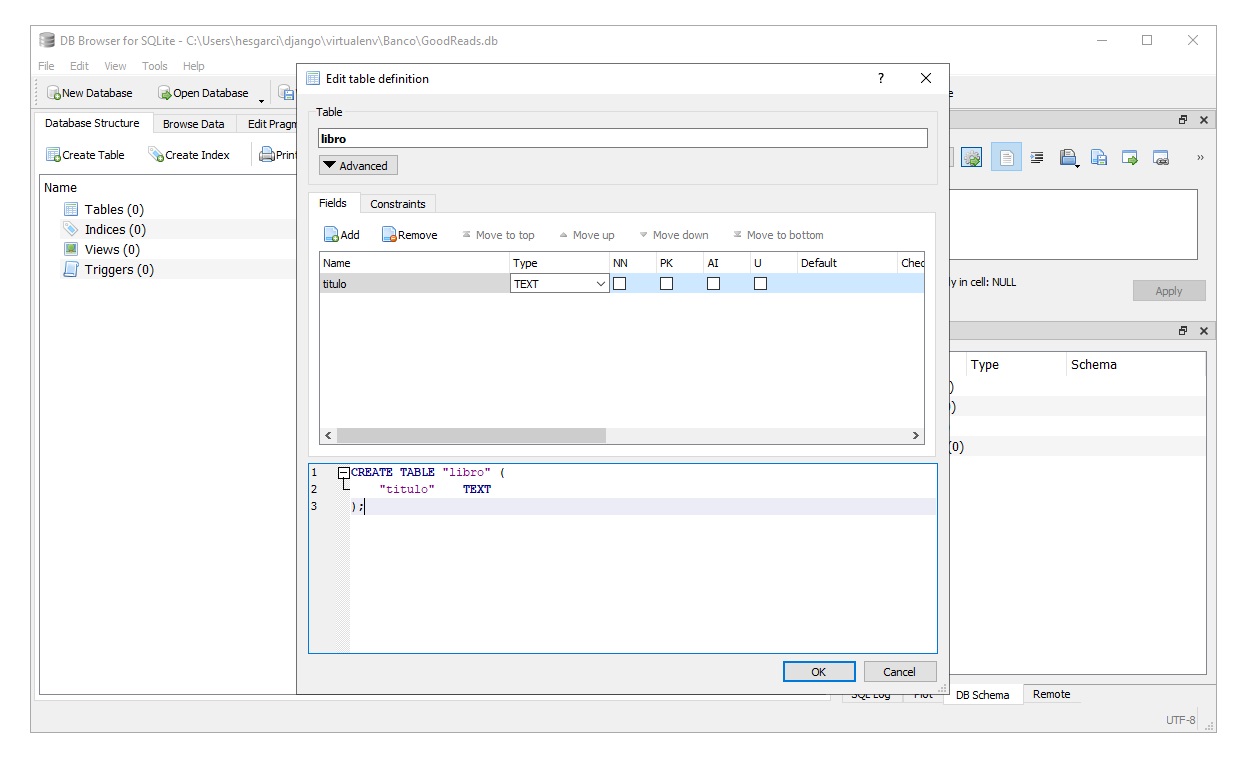 DB Browser for SQLite - C:\Users\hesgarci\django\virtualenv\Banco\GoodReads.db
File Edit View Tools Help
New Database Open Database
Database Structure Browse Data Edit Pragm
Create Table Create Index Print
Name
Tables (0)
Indices (0)
Views (0)
Triggers (0)
Edit table definition
?
Table
libro
Advanced
Fields Constraints
Add Remove Move to top Move up Move down Move to bottom
Name Type NN PK AI U Default Chec
titulo TEXT
1 CREATE TABLE "libro" (
2 "titulo" TEXT
3 );
OK Cancel
y in cell: NULL
Apply
Type Schema
)
)
(0)
SQL Log Plot DB Schema Remote
UTF-8